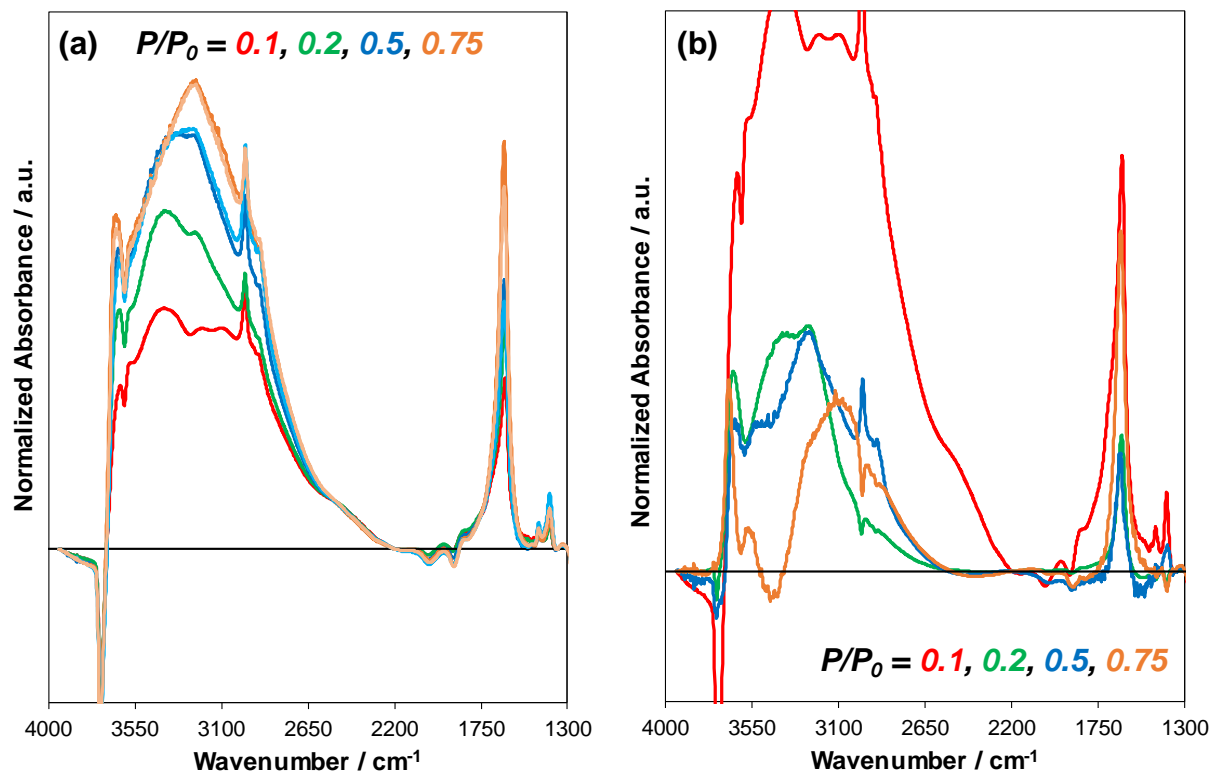 (a)
P/P0 = 0.1, 0.2, 0.5, 0.75
Normalized Absorbance / a.u.
4000 3550 3100 2650 2200 1750 1300
Wavenumber / cm-1
(b)
Normalized Absorbance / a.u.
P/P0 = 0.1, 0.2, 0.5, 0.75
4000 3550 3100 2650 2200 1750 1300
Wavenumber / cm-1